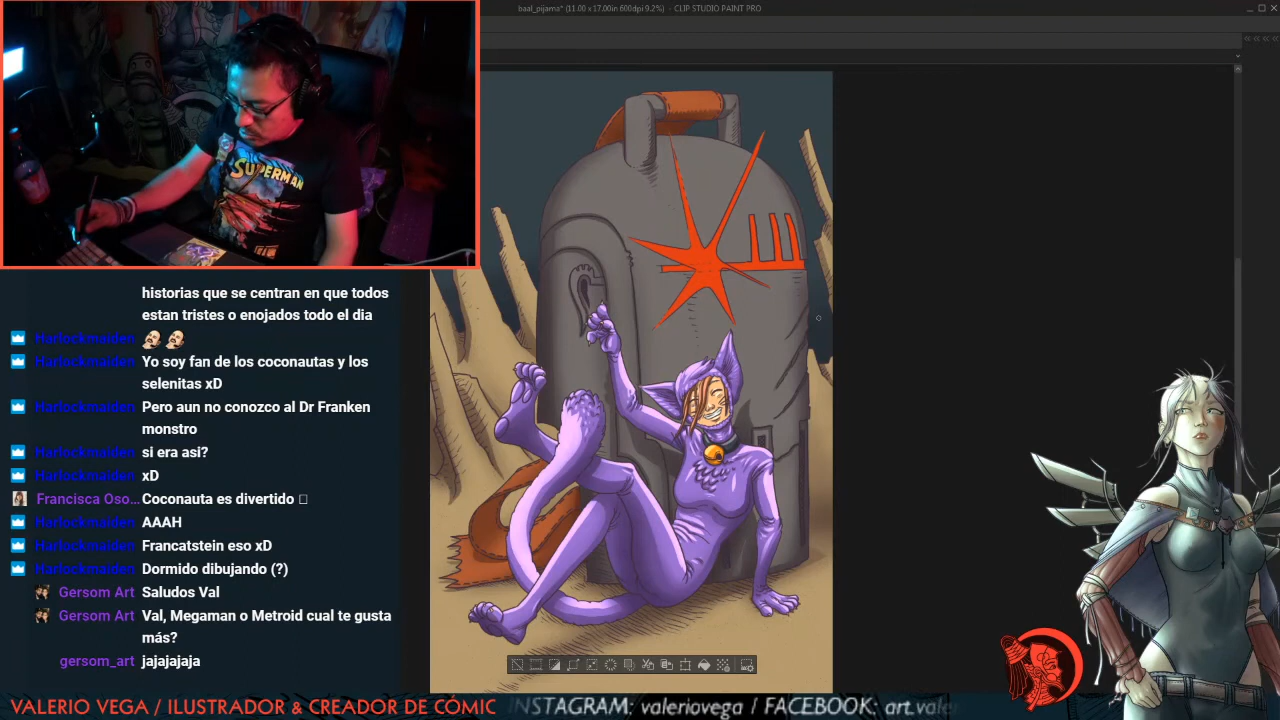 baal_pijama* (11.00 x 17.00in 600dpi 9.2%) - CLIP STUDIO PAINT PRO
SUPERMAN
historias que se centran en que todos
estan tristes o enojados todo el dia
Harlockmaiden
Harlockmaiden Yo soy fan de los coconautas y los
selenitas xD
Harlockmaiden Pero aun no conozco al Dr Franken
monstro
Harlockmaiden si era asi?
Harlockmaiden xD
Francisca Oso... Coconauta es divertido
Harlockmaiden AAAH
Harlockmaiden Francatstein eso xD
Harlockmaiden Dormido dibujando (?)
Gersom Art Saludos Val
Gersom Art Val, Megaman o Metroid cual te gusta
más?
gersom_art jajajajaja
VALERIO VEGA / ILUSTRADOR & CREADOR DE CÓMIC
INSTAGRAM: valeriovega / FACEBOOK: art.vale